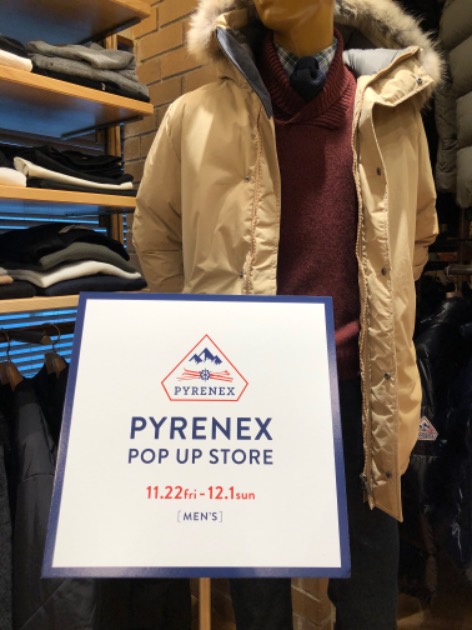 PYRENEX
PYRENEX
POP UP STORE
11.22fri - 12.1sun
[MEN'S]